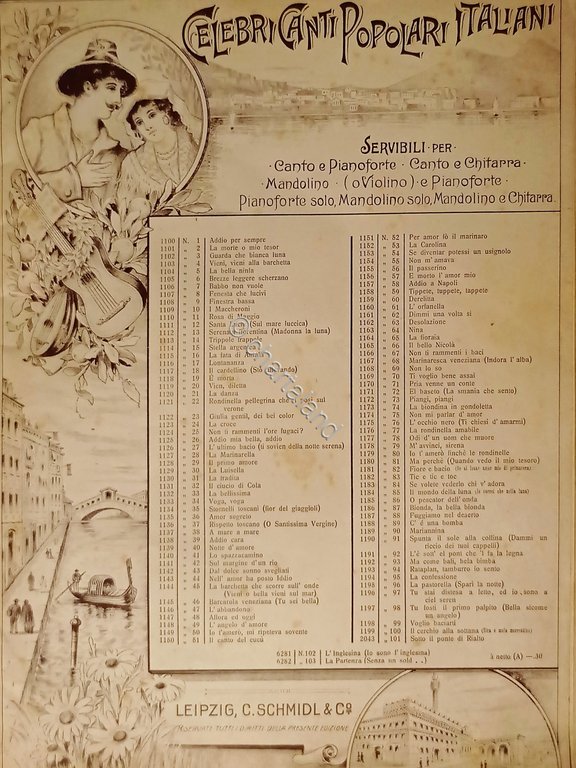 CELEBRI CANTI POPOLARI ITALIANI
SERVIBILI PER
·Canto e Pianoforte · Canto e Chitarra·
·Mandolino · (o Violino)· e Pianoforte·
Pianoforte solo, Mandolino solo, Mandolino e Chitarra.
1100 N. 1 Addio per sempre
1101 „ 2 La morte o mio tesor
1102 „ 3 Guarda che bianca luna
1103 „ 4 Vieni, vieni alla barchetta
1104 „ 5 La bella ninfa
1105 „ 6 Brezze leggere scherzano
1106 „ 7 Babbo non vuole
1107 „ 8 Fenesta che lucivi
1108 „ 9 Finestra bassa
1109 „ 10 I Maccheroni
1110 „ 11 Rosa di Maggio
1111 „ 12 Santa Lucia (Sul mare luccica)
1112 „ 13 Serenata fiorentina (Madonna la luna)
1113 „ 14 Trippole trappole
1114 „ 15 Stella argentea
1115 „ 16 La fata di Amalfi
1116 „ 17 Lontananza
1117 „ 18 Il cardellino
1118 „ 19 È morta
1119 „ 20 Vien, diletta
1120 „ 21 La danza
1121 „ 22 Rondinella pellegrina che ti posi sul
verone
1122 „ 23 Giulia gentil, dei bei color
1123 „ 24 La croce
1124 „ 25 Non ti rammenti l'ore fugaci?
1125 „ 26 Addio mia bella, addio
1126 „ 27 L'ultimo bacio (ti sovien della notte serena)
1127 „ 28 La Marinarella
1128 „ 29 Il primo amore
1129 „ 30 La Luisella
1130 „ 31 La tradita
1131 „ 32 Il ciucio di Cola
1132 „ 33 La bellissima
1133 „ 34 Voga, voga
1134 „ 35 Stornelli toscani (fior del giaggioli)
1135 „ 36 Amor segreto
1136 „ 37 Rispetto toscano (O Santissima Vergine)
1137 „ 38 A mare a mare
1138 „ 39 Addio cara
1139 „ 40 Notte d'amore
1140 „ 41 Lo spazzacamino
1141 „ 42 Sul margine d'un rio
1142 „ 43 Dal dolce sonno svegliati
1143 „ 44 Nell' amor ha posto Iddio
1144 „ 45 La barchetta che scorre sull' onde
(Vieni o bella vieni sul mar)
1145 „ 46 Barcarola veneziana (Tu sei bella)
1146 „ 47 L'abbandono
1147 „ 48 Allora ed oggi
1148 „ 49 L'angelo d'amore
1149 „ 50 Io t'amerò, mi ripeteva sovente
1150 „ 51 Il canto del cucù
1151 N. 52 Per amor fò il marinaro
1152 „ 53 La Carolina
1153 „ 54 Se diventar potessi un usignolo
1154 „ 55 Non m' amava
1155 „ 56 Il passerino
1156 „ 57 È morto l'amor mio
1157 „ 58 Addio a Napoli
1158 „ 59 Tippete, tuppete, tappete
1159 „ 60 Derelitta
1160 „ 61 L' orfanella
1161 „ 62 Dimmi una volta sì
1162 „ 63 Desolazione
1163 „ 64 Nina
1164 „ 65 La fioraia
1165 „ 66 Il bello Nicolà
1166 „ 67 Non ti rammenti i baci
1167 „ 68 Marinaresca veneziana (Indora l' alba)
1168 „ 69 Non lo so
1169 „ 70 Ti voglio bene assai
1170 „ 71 Pria venne un conte
1171 „ 72 El baseto (La smania che sento)
1172 „ 73 Piangi, piangi
1173 „ 74 La biondina in gondoletta
1174 „ 75 Non mi parlar d' amor
1175 „ 76 L' occhio nero (Ti chiesi d' amarmi)
1176 „ 77 La rondinella amabile
1177 „ 78 Odi d' un uom che muore
1178 „ 79 M' avvinci, sirena
1179 „ 80 Io t' amerò finchè le rondinelle
1180 „ 81 Ma perchè (Quando vedo il mio tesoro)
1181 „ 82 Fiore e bacio
1182 „ 83 Tic e tic e toc
1183 „ 84 Se volete vederlo chi v' adora
1184 „ 85 Il mondo della luna
1185 „ 86 O pescator dell' onda
1186 „ 87 Bionda, la bella bionda
1187 „ 88 Fuggiamo nel deserto
1188 „ 89 C' è di una bomba
1189 „ 90 Mariannina
1190 „ 91 Spunta il sole alla collina (Dammi un
riccio dei tuoi capelli)
1191 „ 92 L'è son' el poni che 'l fa la legna
1192 „ 93 Ma come balli, bela bimba
1193 „ 94 Rataplan, tamburro io sento
1194 „ 95 La confessione
1195 „ 96 La pastorella (Sparì la notte)
1196 „ 97 Tu stai distesa a letto, ed io sono a
ciel seren
1197 „ 98 Tu fosti il primo palpito (Bella siccome
un angelo)
1198 „ 99 Voglio baciarti
1199 „ 100 Il cerchio alla sottana
2043 „ 101 Sotto il ponte di Rialto
6281 N. 102 L' Inglesina (Io sono l' inglesina)
6282 „ 103 La Partenza (Senza un sold . .)
à netto (A) —.30
LEIPZIG, C. SCHMIDL & Co.
RISERVATI TUTTI I DIRITTI DELLA PRESENTE EDIZIONE